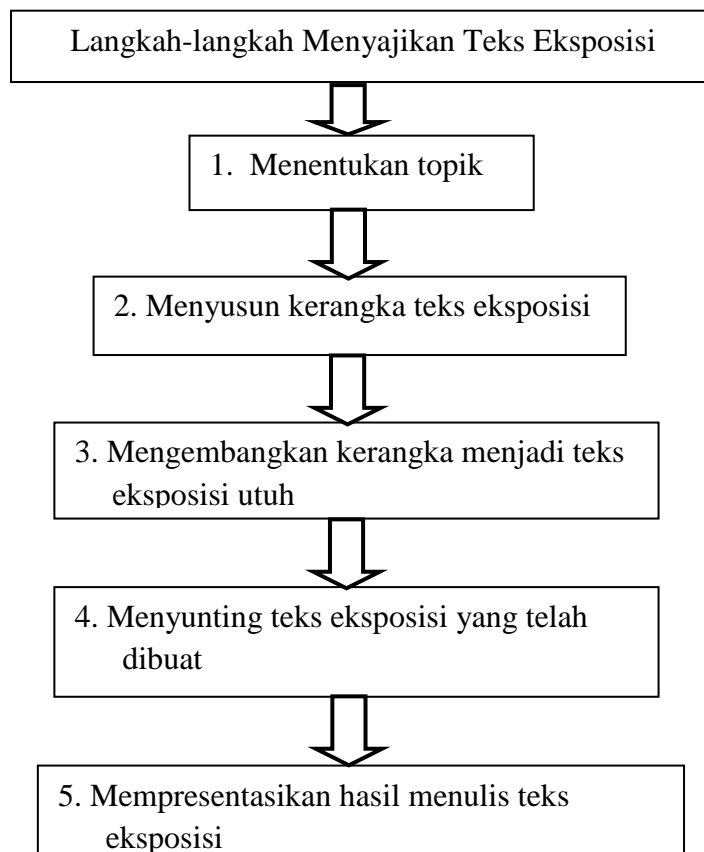 Langkah-langkah Menyajikan Teks Eksposisi
1. Menentukan topik
2. Menyusun kerangka teks eksposisi
3. Mengembangkan kerangka menjadi teks
eksposisi utuh
4. Menyunting teks eksposisi yang telah
dibuat
5. Mempresentasikan hasil menulis teks
eksposisi